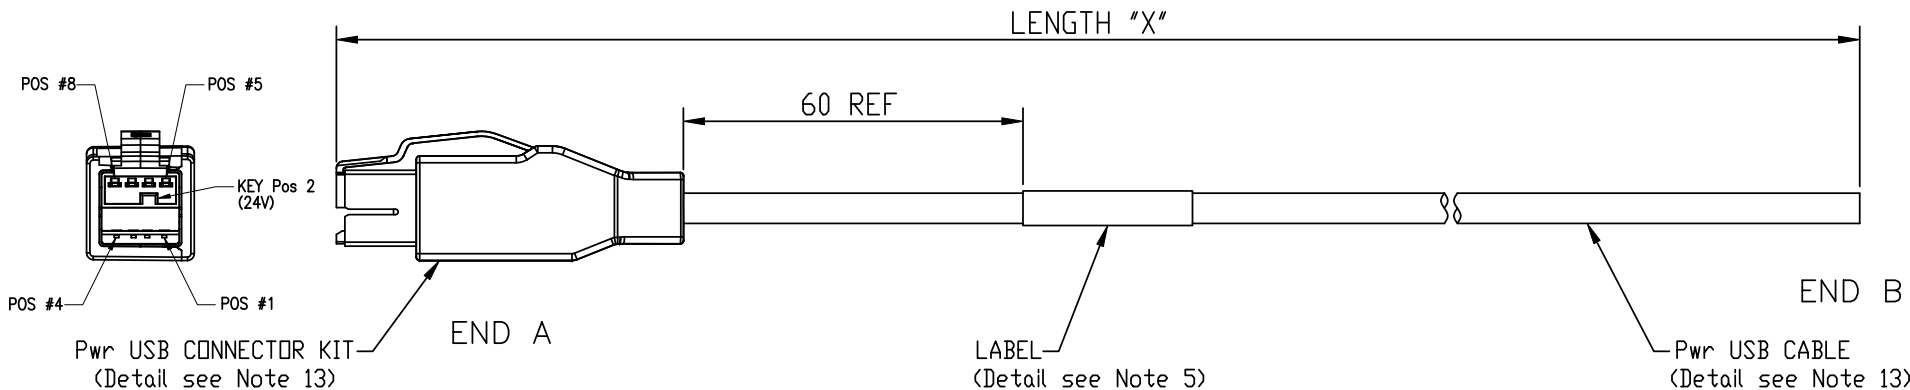 LENGTH "X"
POS #8
POS #5
60 REF
KEY Pos 2
(24V)
POS #4
POS #1
END A
END B
Pwr USB CONNECTOR KIT
(Detail see Note 13)
LABEL
(Detail see Note 5)
Pwr USB CABLE
(Detail see Note 13)